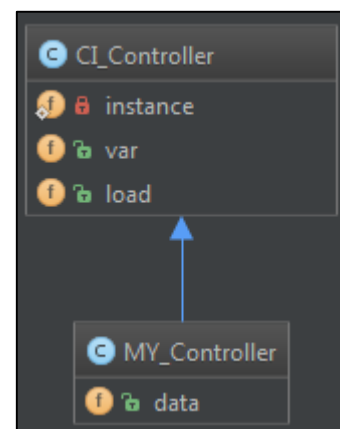 C CI_Controller
f instance
f var
f load
C MY_Controller
f data